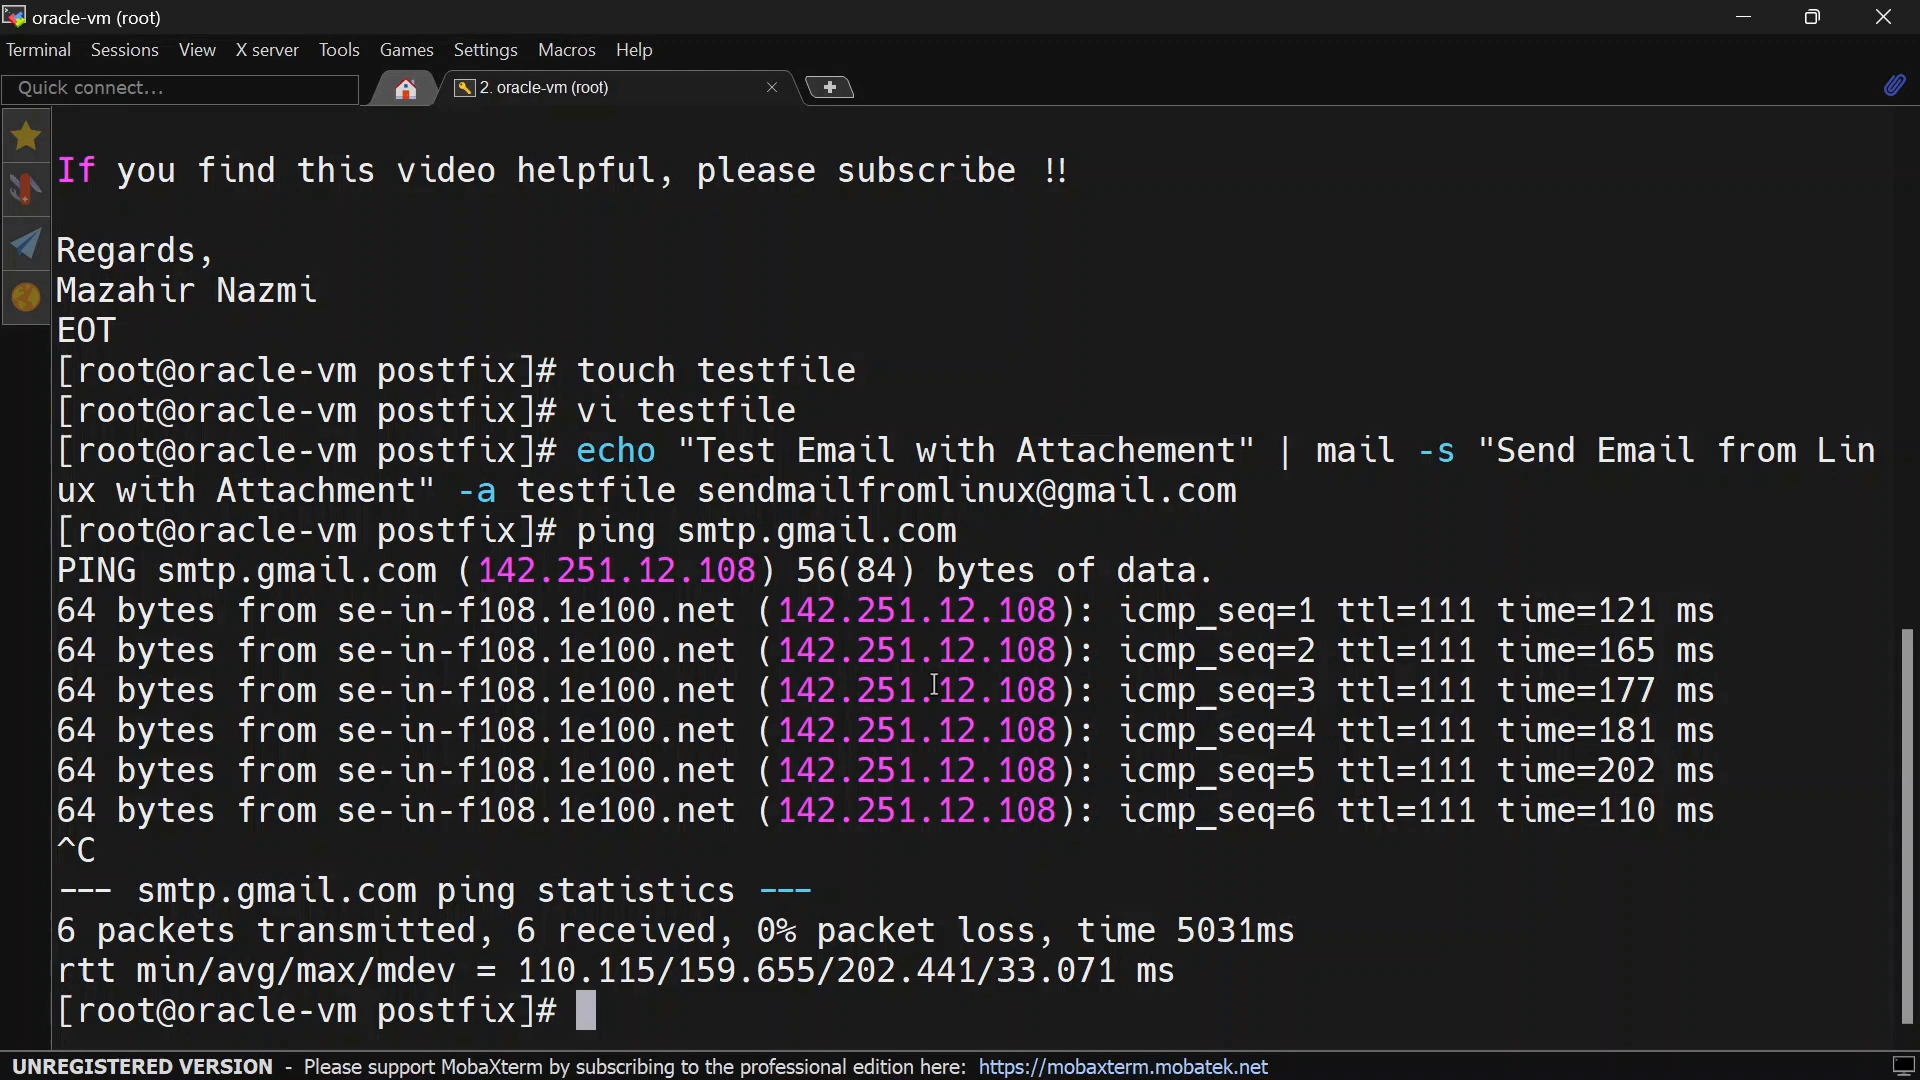 oracle-vm (root)
Terminal Sessions View X server Tools Games Settings Macros Help
Quick connect... 2. oracle-vm (root)
If you find this video helpful, please subscribe !!
Regards,
Mazahir Nazmi
EOT
[root@oracle-vm postfix]# touch testfile
[root@oracle-vm postfix]# vi testfile
[root@oracle-vm postfix]# echo "Test Email with Attachement" | mail -s "Send Email from Lin
ux with Attachment" -a testfile sendmailfromlinux@gmail.com
[root@oracle-vm postfix]# ping smtp.gmail.com
PING smtp.gmail.com (142.251.12.108) 56(84) bytes of data.
64 bytes from se-in-f108.1e100.net (142.251.12.108): icmp_seq=1 ttl=111 time=121 ms
64 bytes from se-in-f108.1e100.net (142.251.12.108): icmp_seq=2 ttl=111 time=165 ms
64 bytes from se-in-f108.1e100.net (142.251.12.108): icmp_seq=3 ttl=111 time=177 ms
64 bytes from se-in-f108.1e100.net (142.251.12.108): icmp_seq=4 ttl=111 time=181 ms
64 bytes from se-in-f108.1e100.net (142.251.12.108): icmp_seq=5 ttl=111 time=202 ms
64 bytes from se-in-f108.1e100.net (142.251.12.108): icmp_seq=6 ttl=111 time=110 ms
^C
--- smtp.gmail.com ping statistics ---
6 packets transmitted, 6 received, 0% packet loss, time 5031ms
rtt min/avg/max/mdev = 110.115/159.655/202.441/33.071 ms
[root@oracle-vm postfix]#
UNREGISTERED VERSION - Please support MobaXterm by subscribing to the professional edition here: https://mobaxterm.mobatek.net